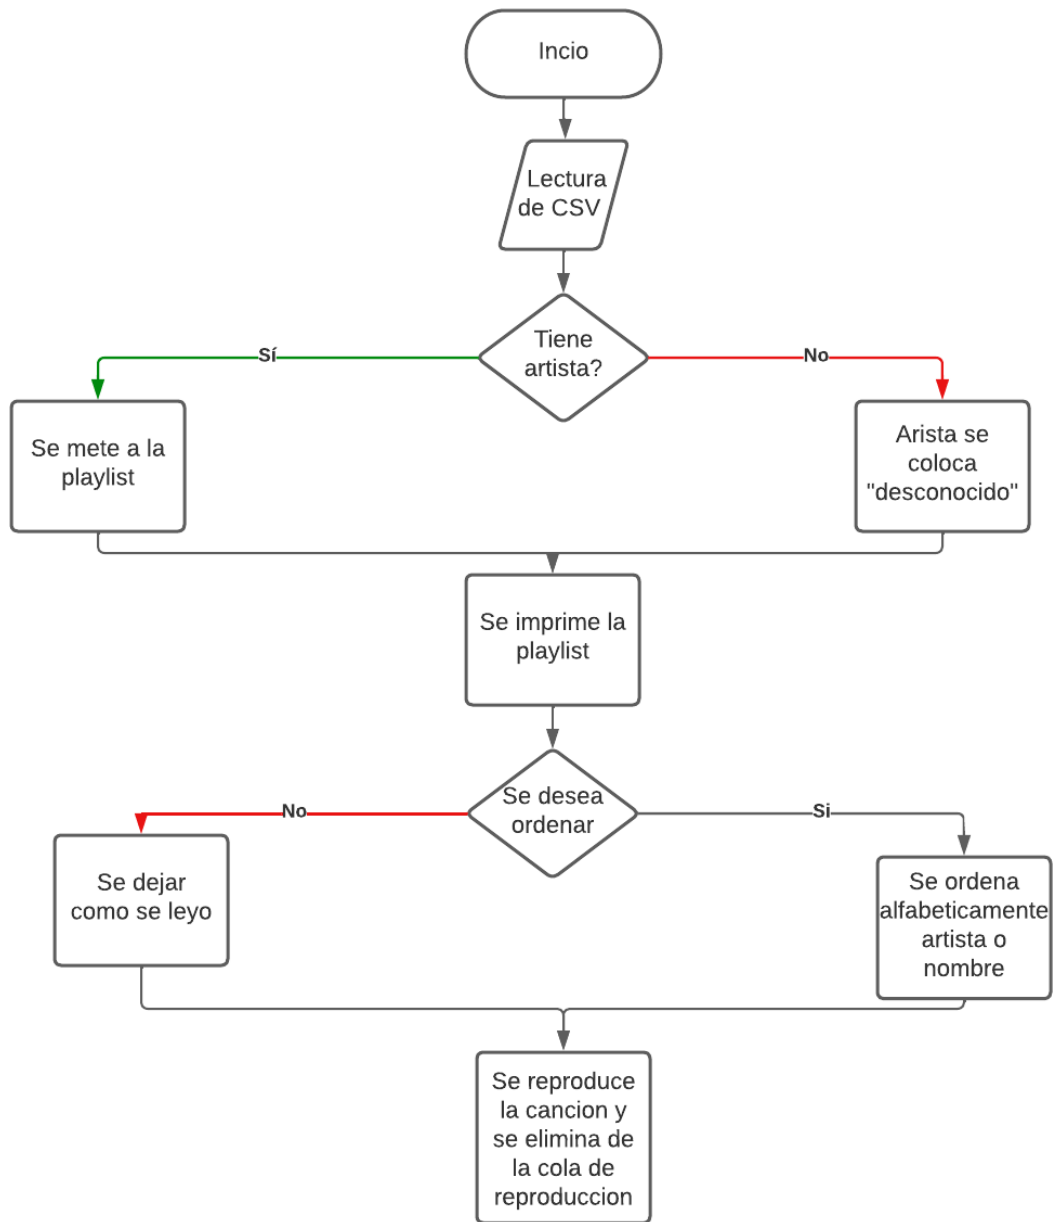 Incio
Lectura
de CSV
Tiene
artista?
Sí
No
Se mete a la
playlist
Arista se
coloca
"desconocido"
Se imprime la
playlist
Se desea
ordenar
No
Si
Se dejar
como se leyo
Se ordena
alfabeticamente
artista o
nombre
Se reproduce
la cancion y
se elimina de
la cola de
reproduccion